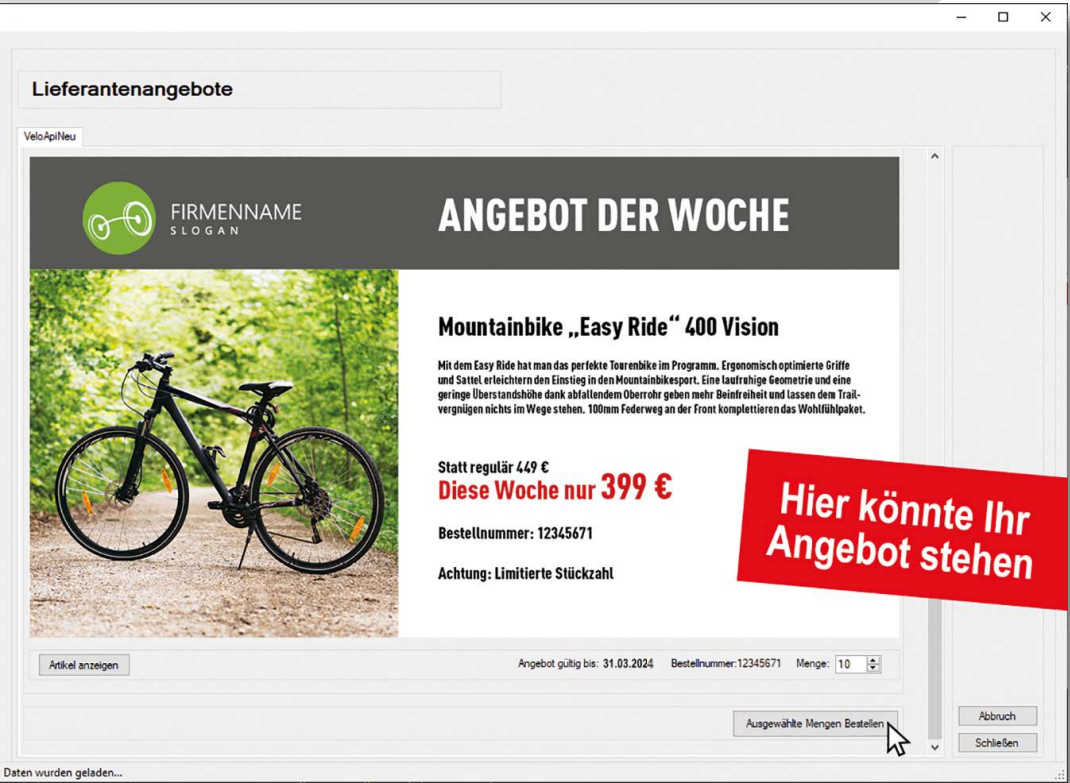 Lieferantenangebote
VeloApiNeu
FIRMENNAME
SLOGAN
ANGEBOT DER WOCHE
Mountainbike „Easy Ride“ 400 Vision
Mit dem Easy Ride hat man das perfekte Tourenbike im Programm. Ergonomisch optimierte Griffe
und Sattel erleichtern den Einstieg in den Mountainbikesport. Eine laufruhige Geometrie und eine
geringe Überstandshöhe dank abfallendem Oberrohr geben mehr Beinfreiheit und lassen dem Trail-
vergnügen nichts im Wege stehen. 100mm Federweg an der Front komplettieren das Wohlfühlpaket.
Statt regulär 449 €
Diese Woche nur 399 €
Bestellnummer: 12345671
Achtung: Limitierte Stückzahl
Hier könnte Ihr
Angebot stehen
Artikel anzeigen
Angebot gültig bis: 31.03.2024 Bestellnummer:12345671 Menge: 10
Ausgewählte Mengen Bestellen
Abbruch
Schließen
Daten wurden geladen...